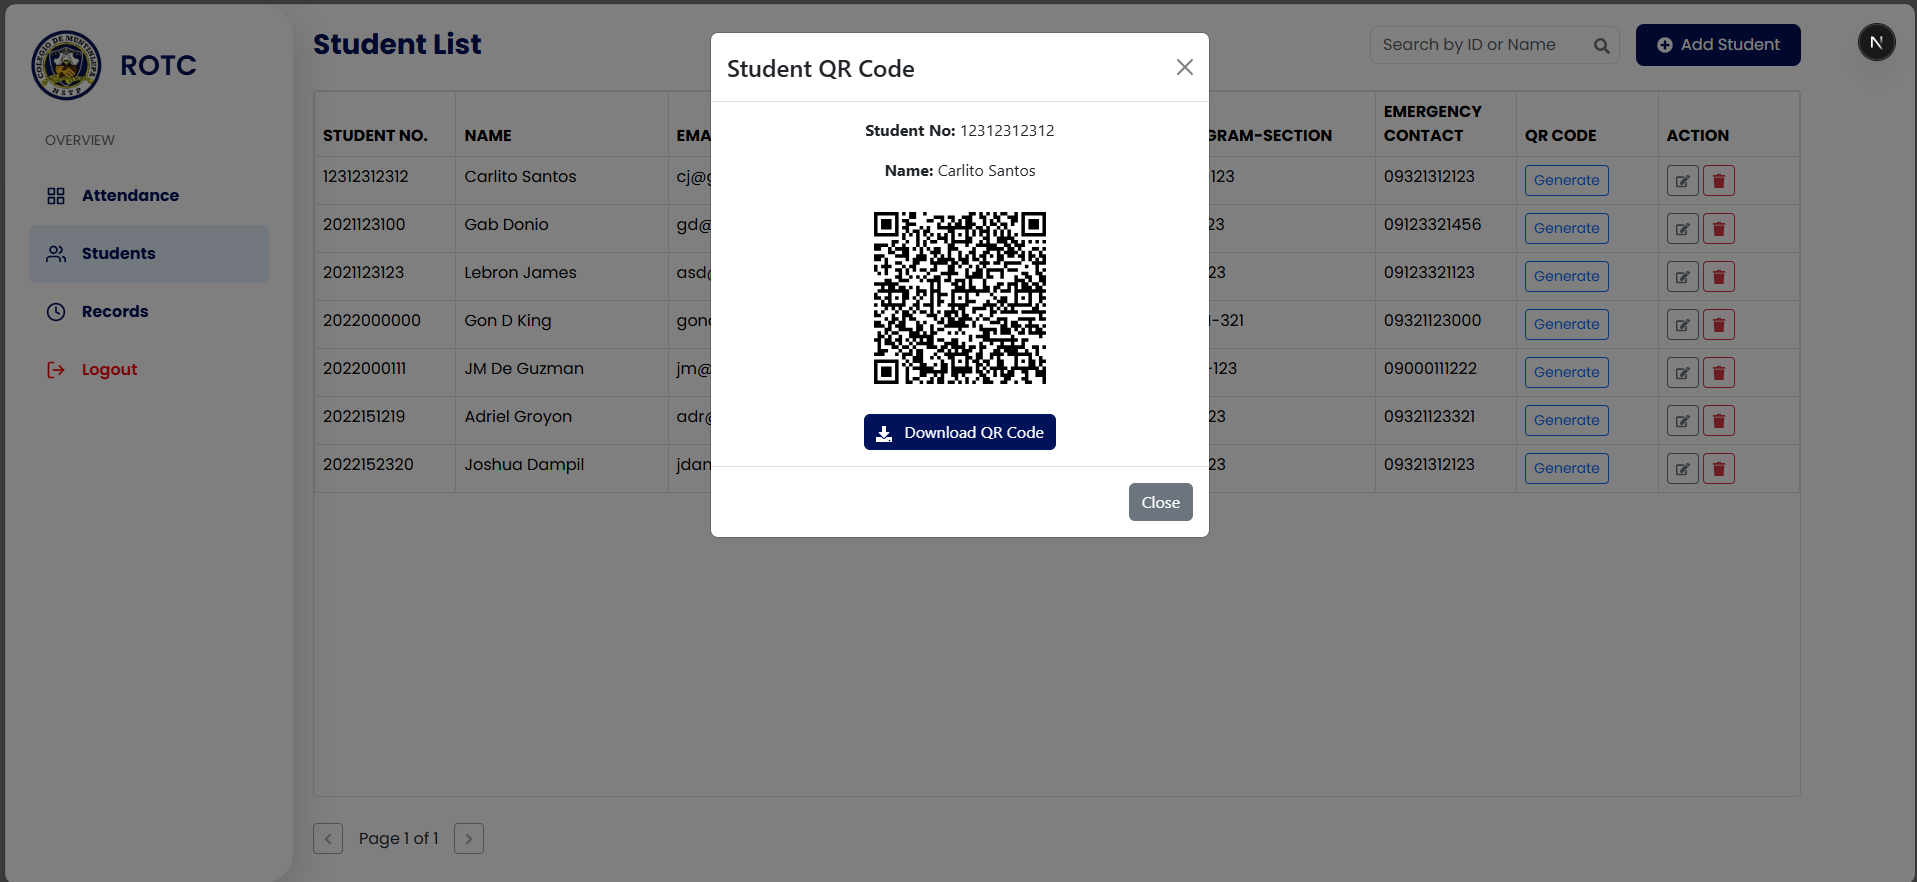 COLEGIO DE MUNTINLUPA
NSTP
ROTC
OVERVIEW
Attendance
Students
Records
Logout
Student List
Search by ID or Name
Add Student
N
STUDENT NO. NAME EMA GRAM-SECTION EMERGENCY CONTACT QR CODE ACTION
12312312312 Carlito Santos cj@g -123 09321312123 Generate
2021123100 Gab Donio gd@ 23 09123321456 Generate
2021123123 Lebron James asd 23 09123321123 Generate
2022000000 Gon D King gon -321 09321123000 Generate
2022000111 JM De Guzman jm@ -123 09000111222 Generate
2022151219 Adriel Groyon adr 23 09321123321 Generate
2022152320 Joshua Dampil jdan 23 09321312123 Generate
Page 1 of 1
Student QR Code
Student No: 12312312312
Name: Carlito Santos
Download QR Code
Close